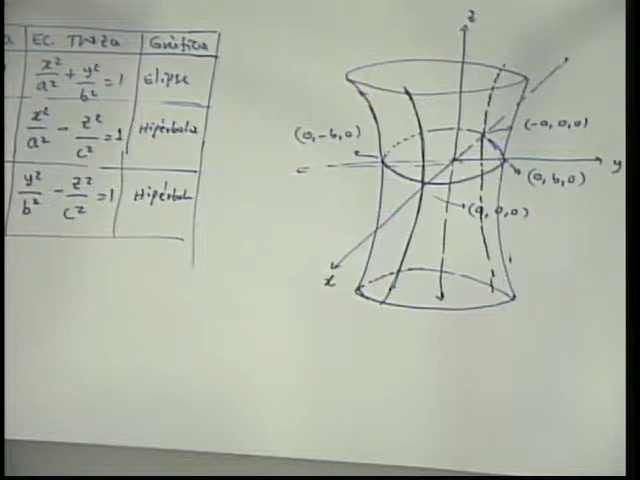 a EC Traza Gráfica
x²/a² + y²/b² = 1 Elipse
x²/a² - z²/c² = 1 Hipérbola
y²/b² - z²/c² = 1 Hipérbola
z
(0,-b,0)
(-a,0,0)
y
(0,b,0)
(a,0,0)
x